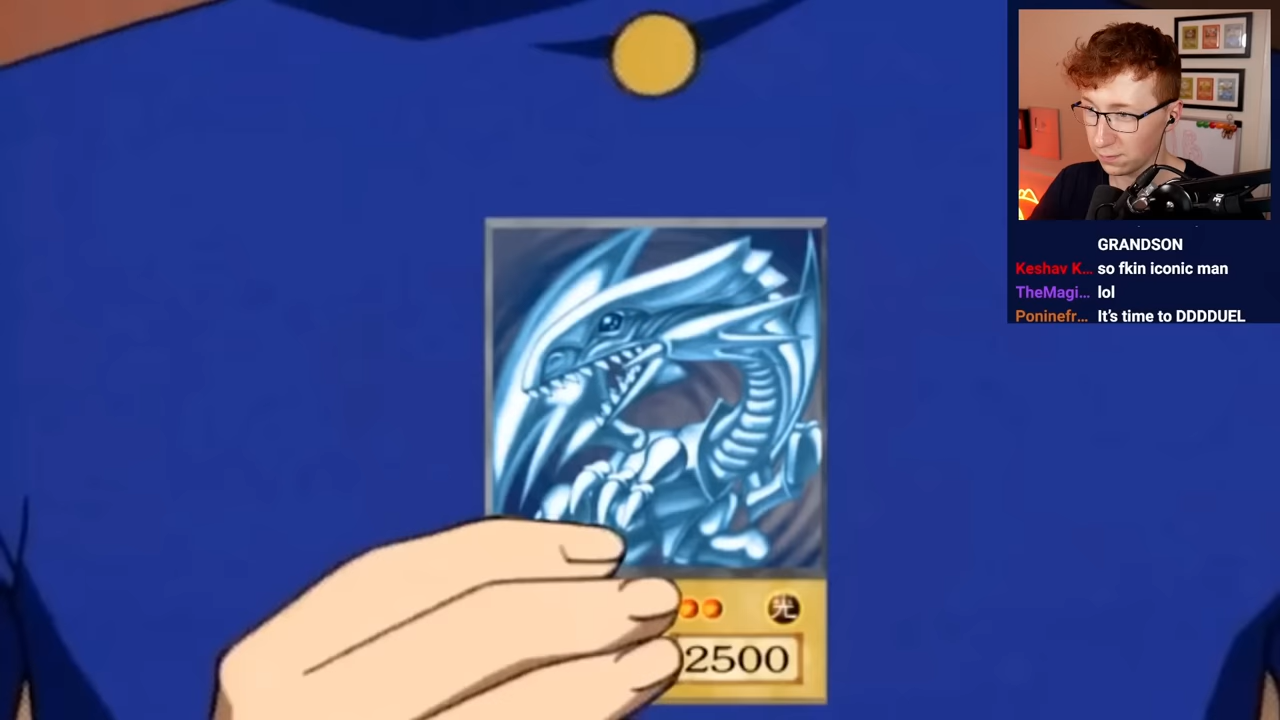 光
2500
GRANDSON
Keshav K… so fkin iconic man
TheMagi… lol
Poninefr… It’s time to DDDDUEL